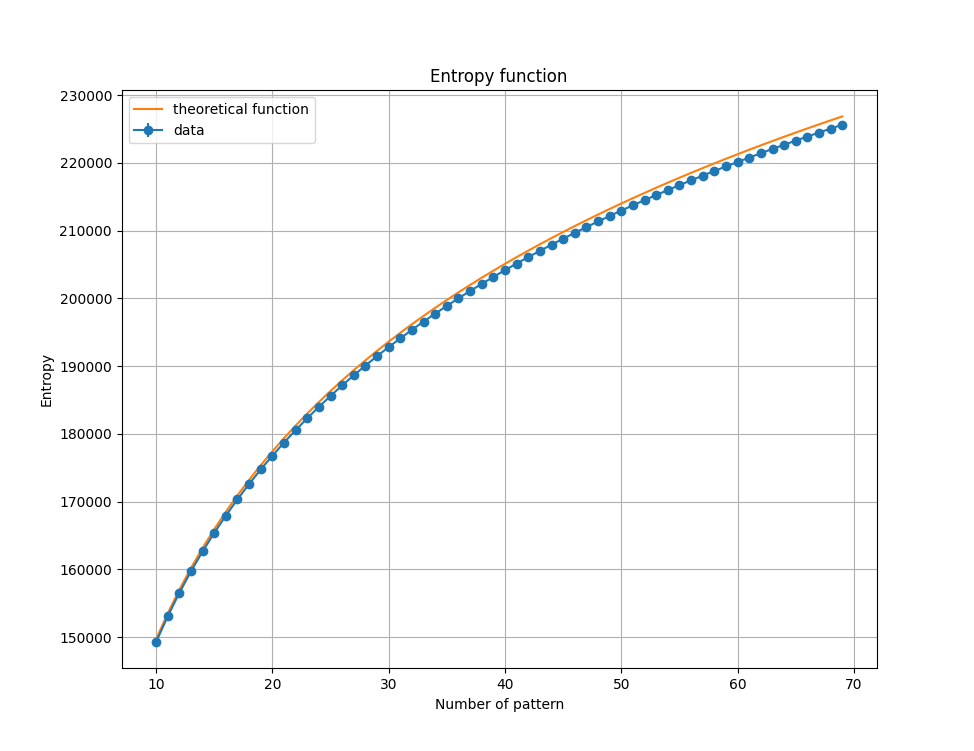 Entropy function
theoretical function
data
230000
220000
210000
200000
190000
180000
170000
160000
150000
Entropy
10 20 30 40 50 60 70
Number of pattern